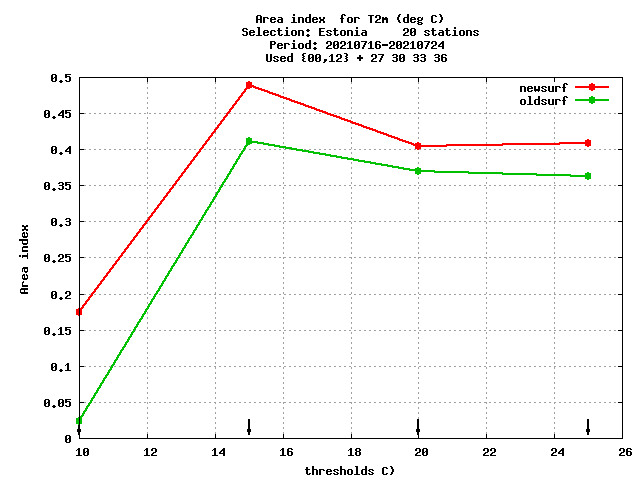 Area index  for T2m (deg C)
Selection: Estonia     20 stations
Period: 20210716-20210724
Used {00,12} + 27 30 33 36
newsurf
oldsurf
0.5
0.45
0.4
0.35
0.3
0.25
0.2
0.15
0.1
0.05
0
Area index
10 12 14 16 18 20 22 24 26
thresholds C)